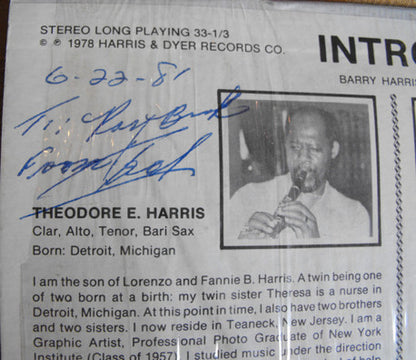 STEREO LONG PLAYING 33-1/3
© ℗ 1978 HARRIS & DYER RECORDS CO.
INTRO
BARRY HARRIS
6-22-81
To:
From
THEODORE E. HARRIS
Clar, Alto, Tenor, Bari Sax
Born: Detroit, Michigan
I am the son of Lorenzo and Fannie B. Harris. A twin being one
of two born at a birth: my twin sister Theresa is a nurse in
Detroit, Michigan. At this point in time, I also have two brothers
and two sisters. I now reside in Teaneck, New Jersey. I am a
Graphic Artist, Professional Photo Graduate of New York
Institute (Class of 1957). I studied music under the direction
of help